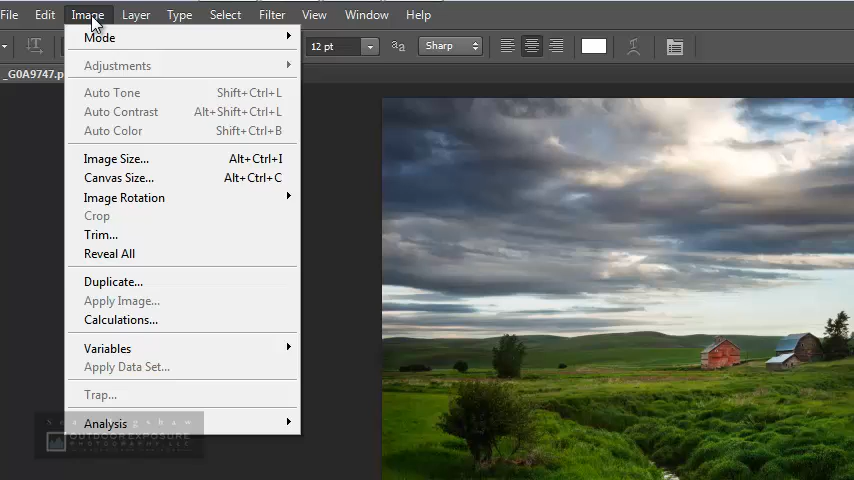 File Edit Image Layer Type Select Filter View Window Help
12 pt aa Sharp
_G0A9747.p
Mode
Adjustments
Auto Tone Shift+Ctrl+L
Auto Contrast Alt+Shift+Ctrl+L
Auto Color Shift+Ctrl+B
Image Size... Alt+Ctrl+I
Canvas Size... Alt+Ctrl+C
Image Rotation
Crop
Trim...
Reveal All
Duplicate...
Apply Image...
Calculations...
Variables
Apply Data Set...
Trap...
Analysis
OUTDOOR EXPOSURE
PHOTOGRAPHY, LLC